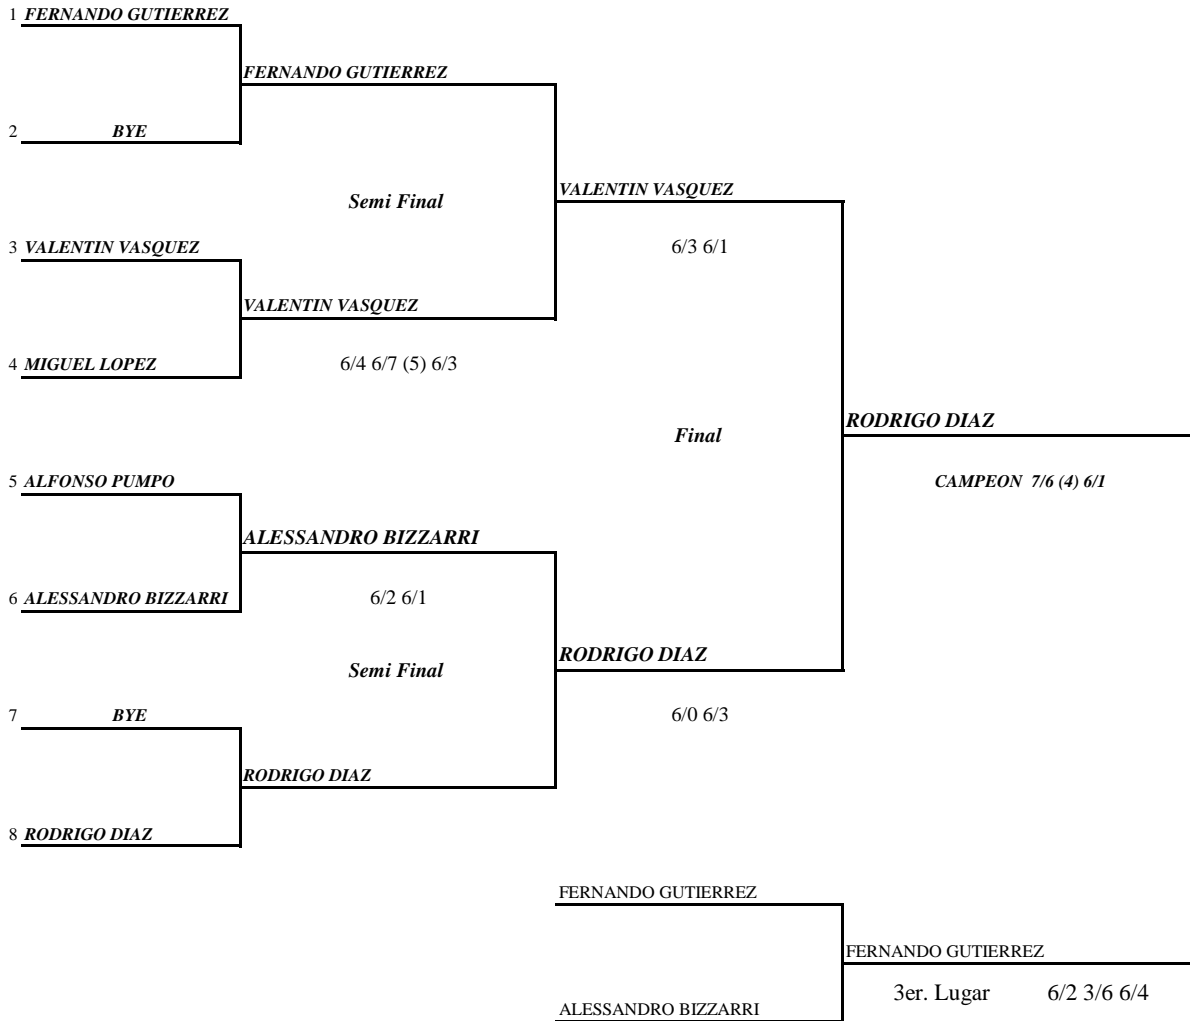 1 FERNANDO GUTIERREZ
FERNANDO GUTIERREZ
2 BYE
Semi Final
VALENTIN VASQUEZ
3 VALENTIN VASQUEZ
6/3 6/1
VALENTIN VASQUEZ
4 MIGUEL LOPEZ
6/4 6/7 (5) 6/3
RODRIGO DIAZ
Final
5 ALFONSO PUMPO
CAMPEON 7/6 (4) 6/1
ALESSANDRO BIZZARRI
6 ALESSANDRO BIZZARRI
6/2 6/1
RODRIGO DIAZ
Semi Final
7 BYE
6/0 6/3
RODRIGO DIAZ
8 RODRIGO DIAZ
FERNANDO GUTIERREZ
FERNANDO GUTIERREZ
3er. Lugar 6/2 3/6 6/4
ALESSANDRO BIZZARRI